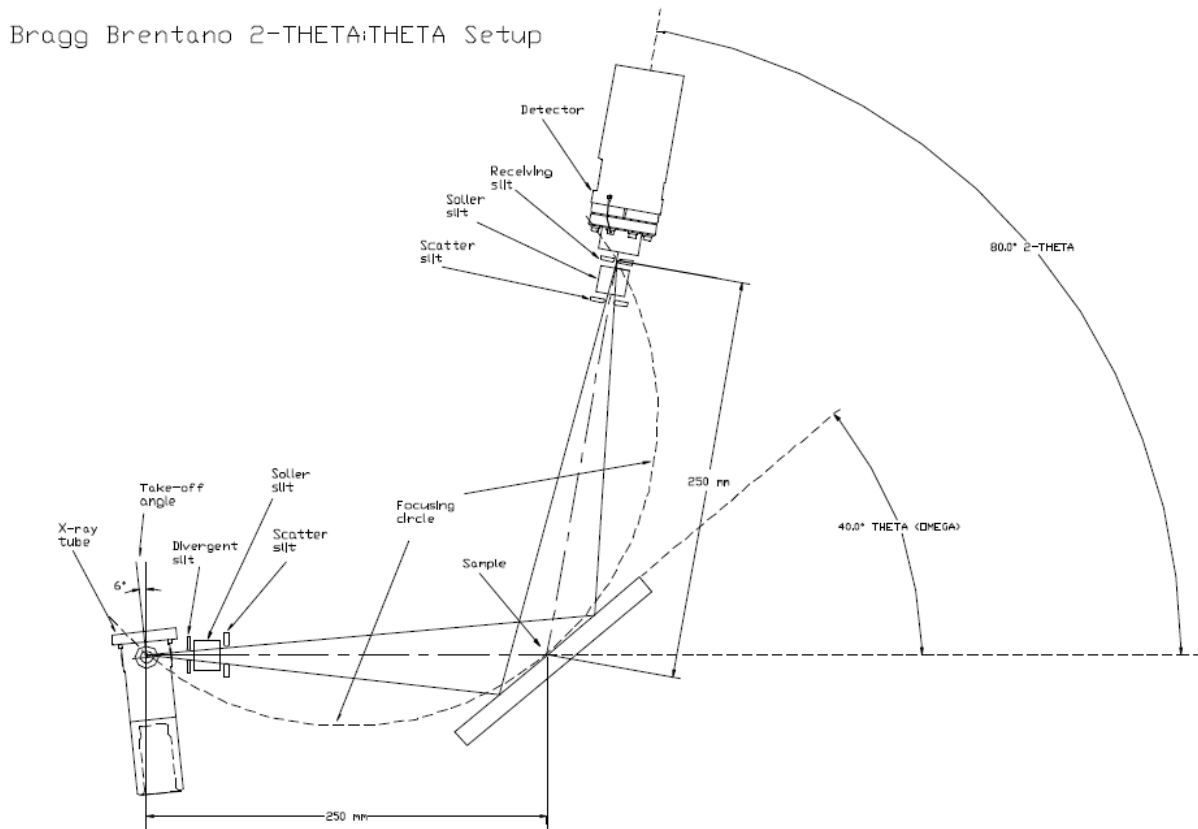 Bragg Brentano 2-THETA:THETA Setup
Detector
Receiving
slit
Soller
slit
Scatter
slit
80.0° 2-THETA
250 mm
40.0° THETA (OMEGA)
Focusing
circle
Sample
Soller
slit
Take-off
angle
X-ray
tube
Divergent
slit
Scatter
slit
6°
250 mm